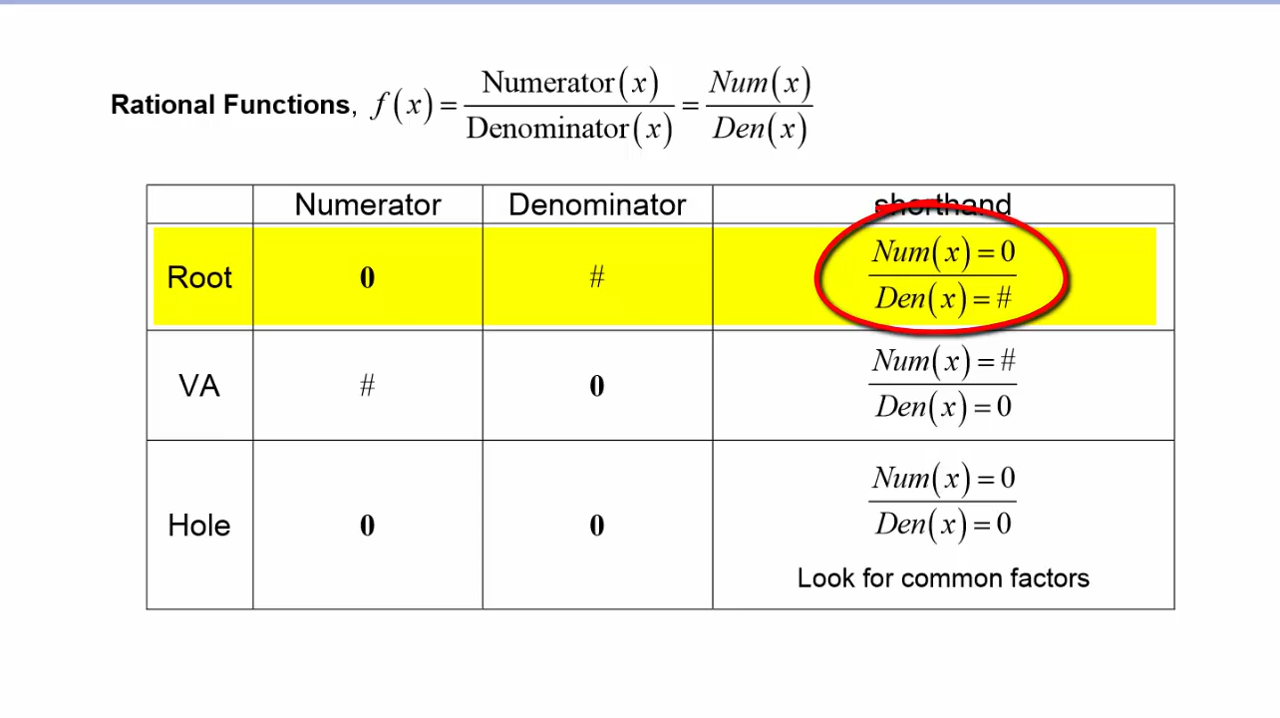 Rational Functions, f(x) = Numerator(x)/Denominator(x) = Num(x)/Den(x)
Numerator Denominator shorthand
Root 0 # Num(x) = 0
Den(x) = #
VA # 0 Num(x) = #
Den(x) = 0
Hole 0 0 Num(x) = 0
Den(x) = 0
Look for common factors